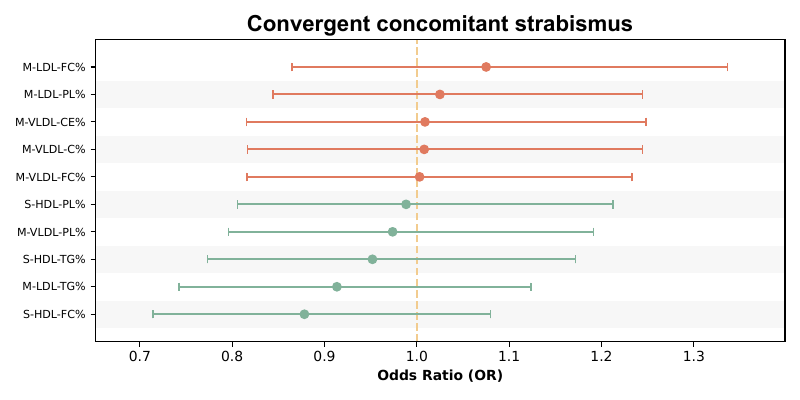 Convergent concomitant strabismus
M-LDL-FC%
M-LDL-PL%
M-VLDL-CE%
M-VLDL-C%
M-VLDL-FC%
S-HDL-PL%
M-VLDL-PL%
S-HDL-TG%
M-LDL-TG%
S-HDL-FC%
0.7 0.8 0.9 1.0 1.1 1.2 1.3
Odds Ratio (OR)